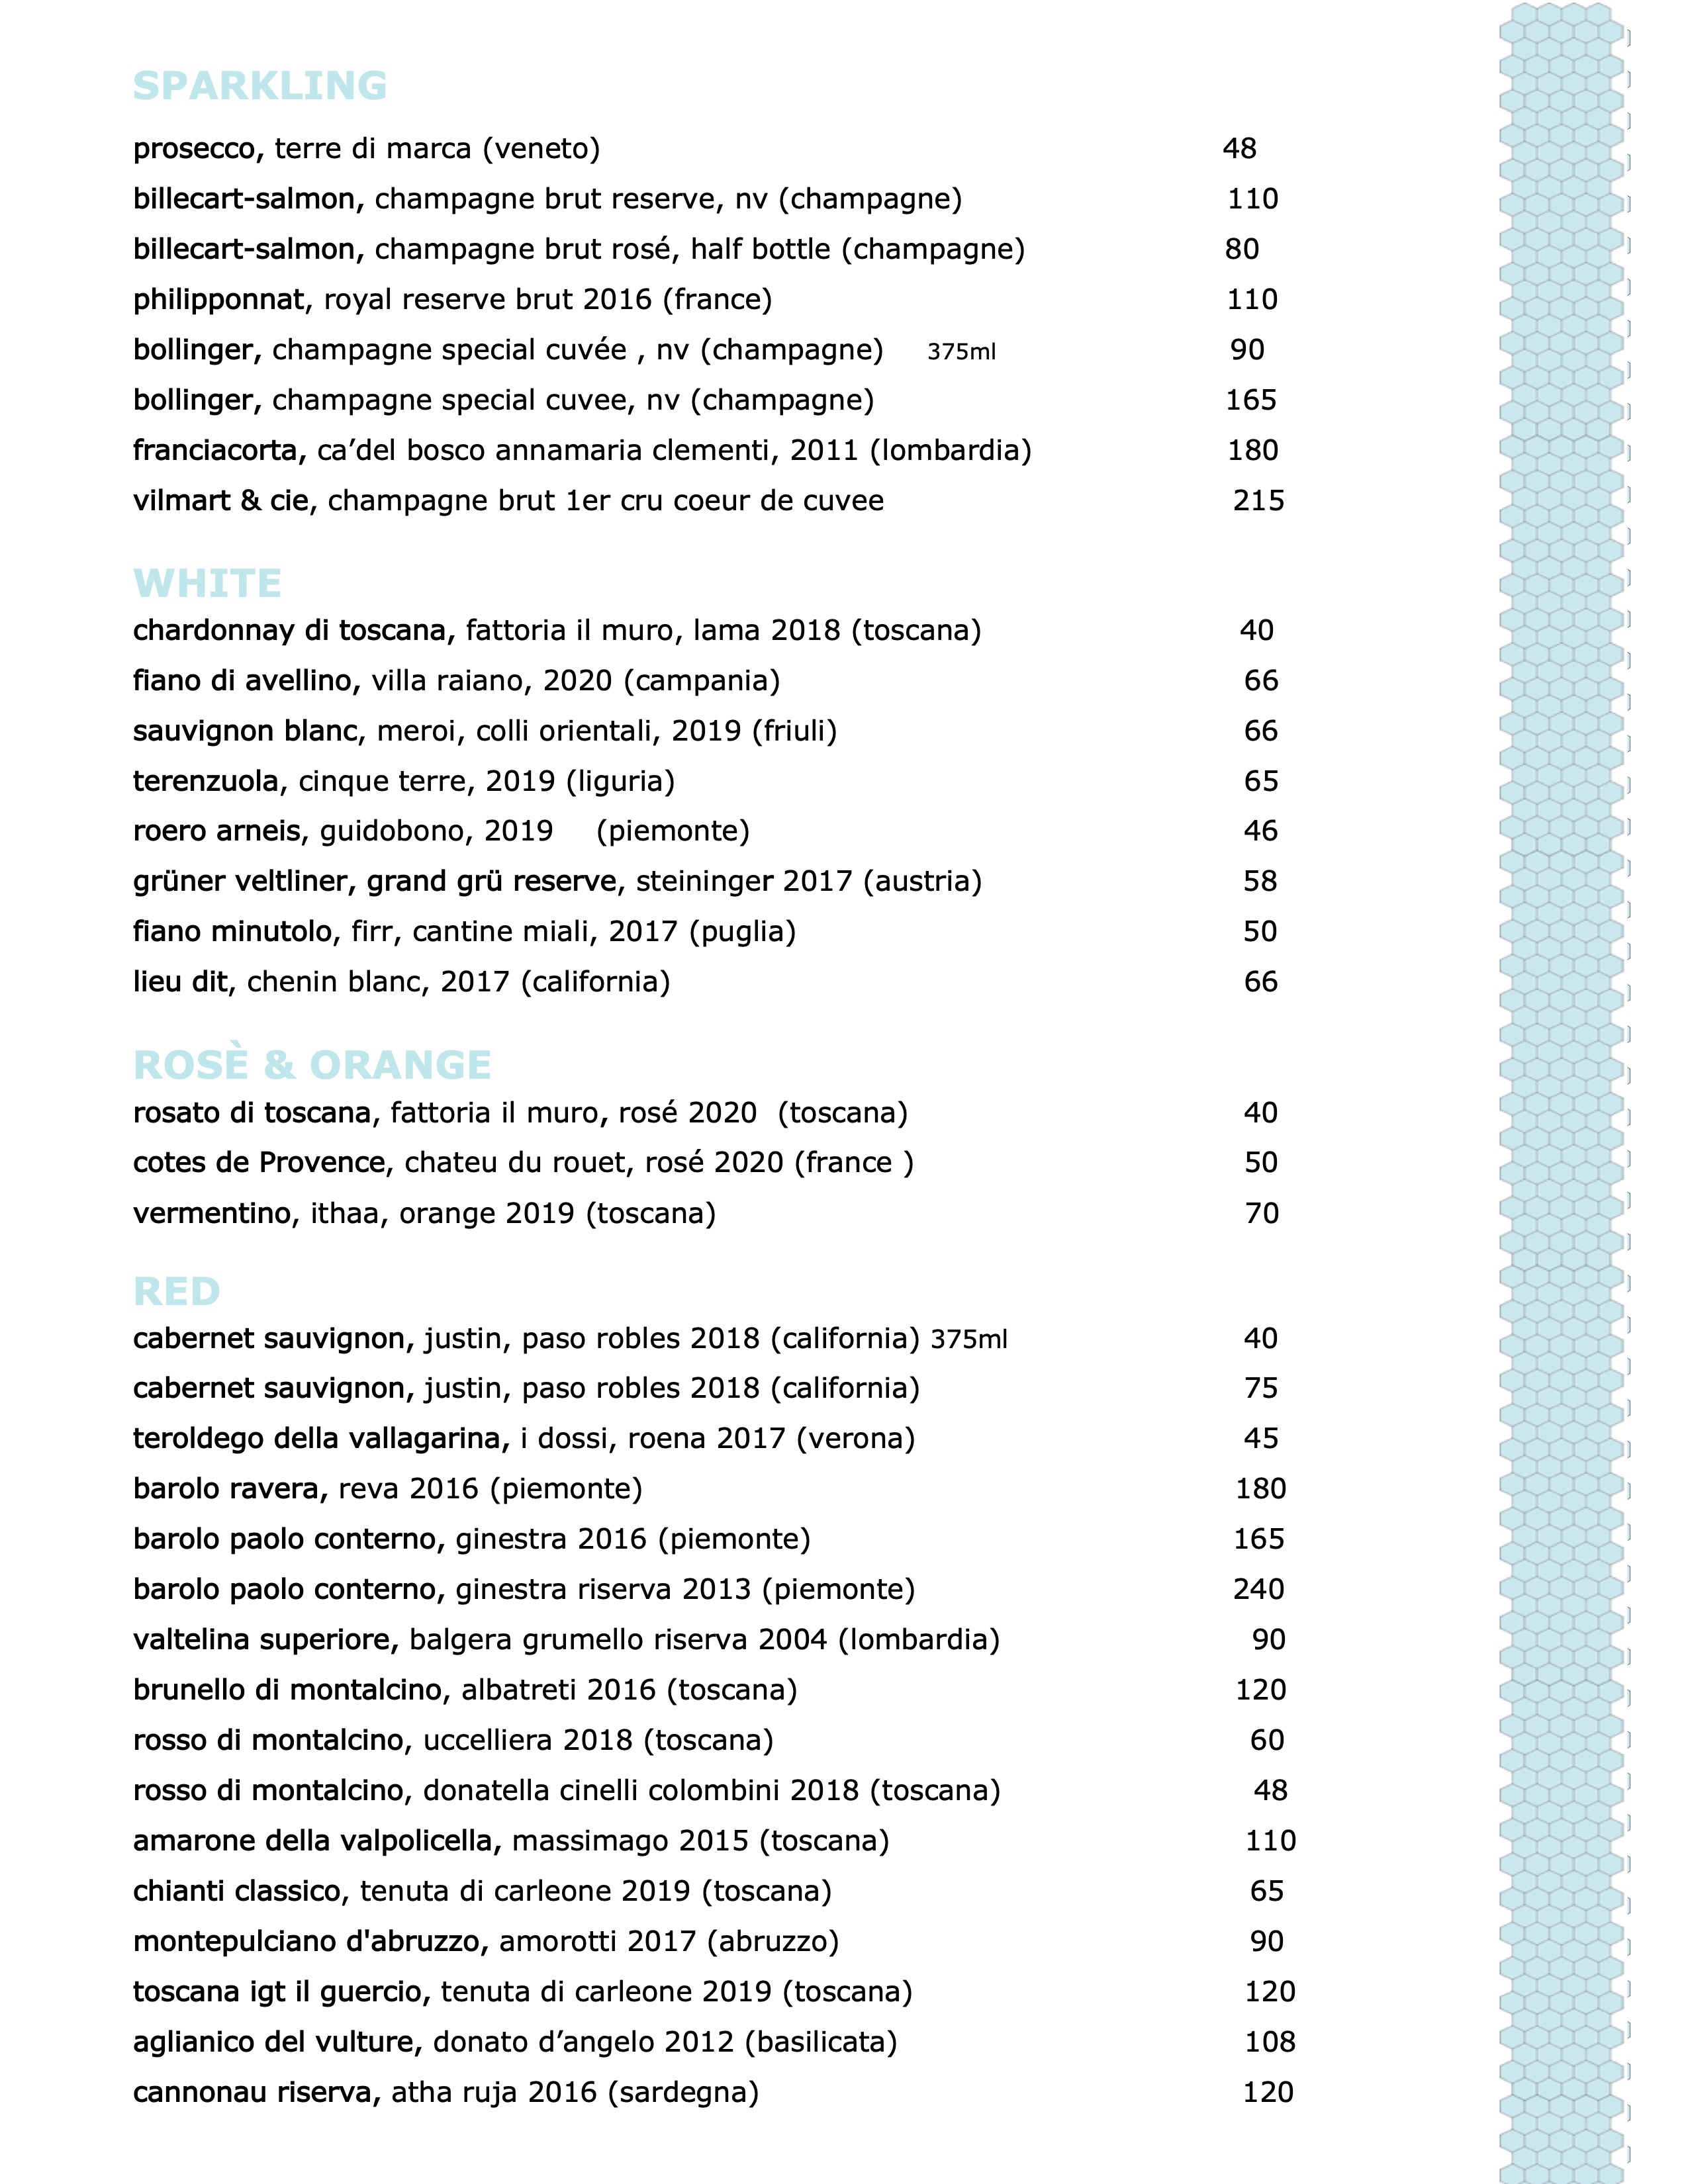 SPARKLING
prosecco, terre di marca (veneto) 48
billecart-salmon, champagne brut reserve, nv (champagne) 110
billecart-salmon, champagne brut rosé, half bottle (champagne) 80
philipponnat, royal reserve brut 2016 (france) 110
bollinger, champagne special cuvée , nv (champagne) 375ml 90
bollinger, champagne special cuvee, nv (champagne) 165
franciacorta, ca’del bosco annamaria clementi, 2011 (lombardia) 180
vilmart & cie, champagne brut 1er cru coeur de cuvee 215
WHITE
chardonnay di toscana, fattoria il muro, lama 2018 (toscana) 40
fiano di avellino, villa raiano, 2020 (campania) 66
sauvignon blanc, meroi, colli orientali, 2019 (friuli) 66
terenzuola, cinque terre, 2019 (liguria) 65
roero arneis, guidobono, 2019 (piemonte) 46
grüner veltliner, grand grü reserve, steininger 2017 (austria) 58
fiano minutolo, firr, cantine miali, 2017 (puglia) 50
lieu dit, chenin blanc, 2017 (california) 66
ROSÈ & ORANGE
rosato di toscana, fattoria il muro, rosé 2020 (toscana) 40
cotes de Provence, chateu du rouet, rosé 2020 (france ) 50
vermentino, ithaa, orange 2019 (toscana) 70
RED
cabernet sauvignon, justin, paso robles 2018 (california) 375ml 40
cabernet sauvignon, justin, paso robles 2018 (california) 75
teroldego della vallagarina, i dossi, roena 2017 (verona) 45
barolo ravera, reva 2016 (piemonte) 180
barolo paolo conterno, ginestra 2016 (piemonte) 165
barolo paolo conterno, ginestra riserva 2013 (piemonte) 240
valtelina superiore, balgera grumello riserva 2004 (lombardia) 90
brunello di montalcino, albatreti 2016 (toscana) 120
rosso di montalcino, uccelliera 2018 (toscana) 60
rosso di montalcino, donatella cinelli colombini 2018 (toscana) 48
amarone della valpolicella, massimago 2015 (toscana) 110
chianti classico, tenuta di carleone 2019 (toscana) 65
montepulciano d'abruzzo, amorotti 2017 (abruzzo) 90
toscana igt il guercio, tenuta di carleone 2019 (toscana) 120
aglianico del vulture, donato d’angelo 2012 (basilicata) 108
cannonau riserva, atha ruja 2016 (sardegna) 120